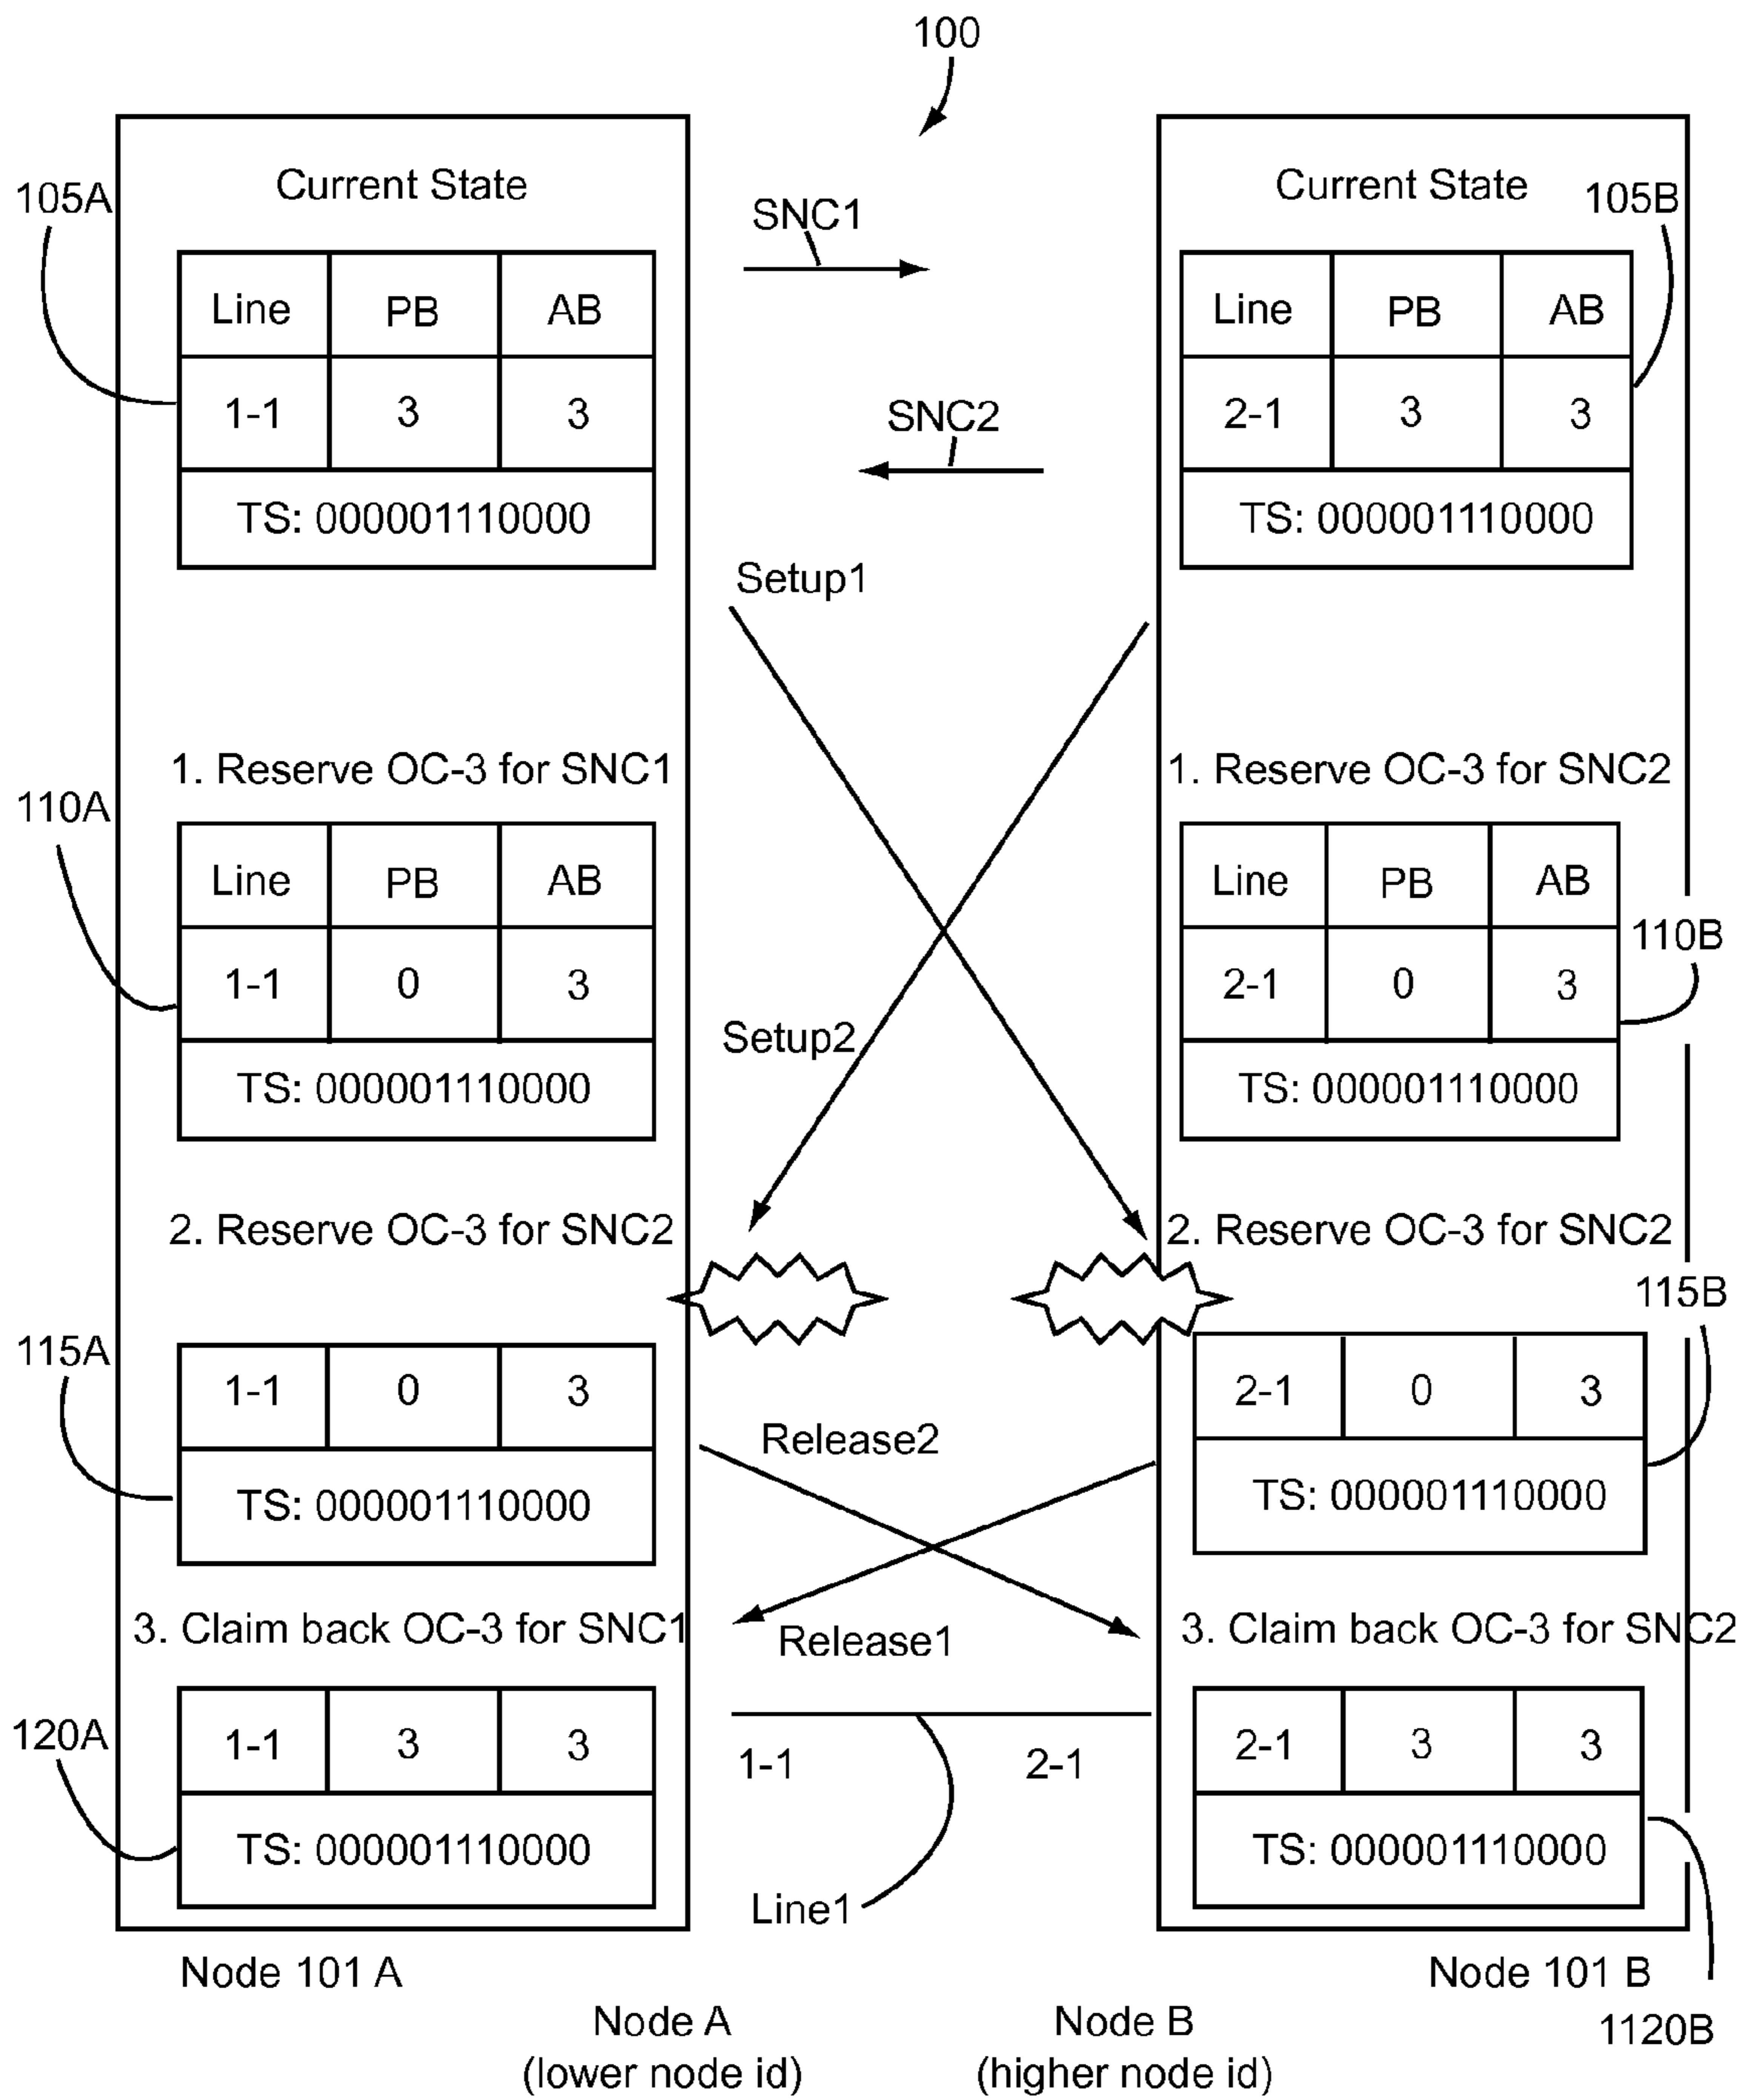 100
Current State
105A
Line PB AB
1-1 3 3
TS: 000001110000
SNC1
SNC2
Current State
105B
Line PB AB
2-1 3 3
TS: 000001110000
Setup1
1. Reserve OC-3 for SNC1
110A
Line PB AB
1-1 0 3
TS: 000001110000
Setup2
1. Reserve OC-3 for SNC2
Line PB AB
110B
2-1 0 3
TS: 000001110000
2. Reserve OC-3 for SNC2
115A
1-1 0 3
TS: 000001110000
2. Reserve OC-3 for SNC2
115B
2-1 0 3
TS: 000001110000
Release2
Release1
3. Claim back OC-3 for SNC1
120A
1-1 3 3
TS: 000001110000
1-1 2-1
Line1
3. Claim back OC-3 for SNC2
2-1 3 3
TS: 000001110000
Node 101 A
Node 101 B
1120B
Node A
(lower node id)
Node B
(higher node id)